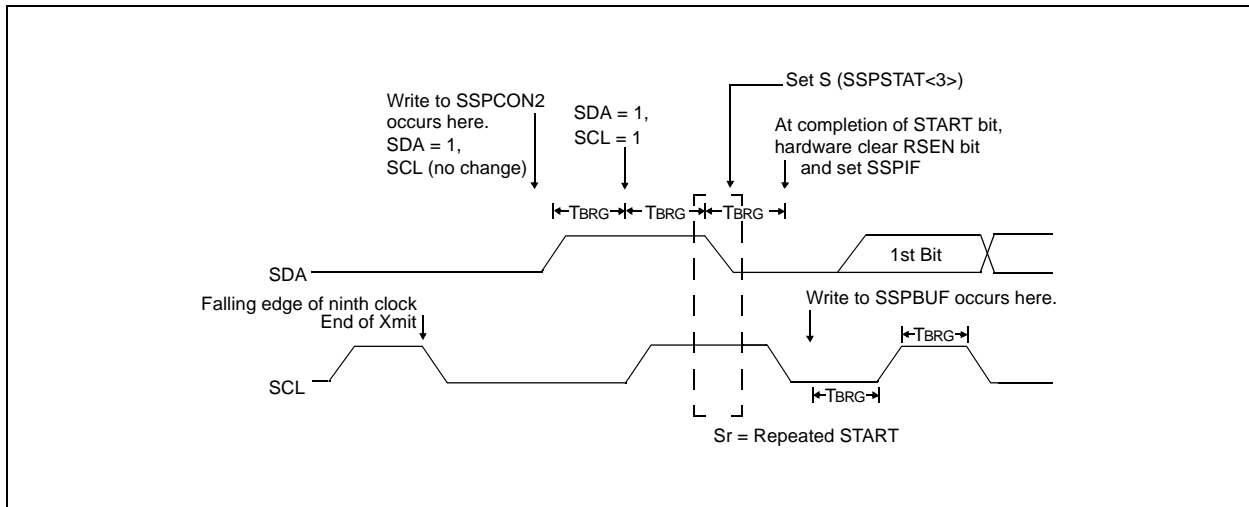 Set S (SSPSTAT<3>)
Write to SSPCON2
occurs here.
SDA = 1,
SCL (no change)
SDA = 1,
SCL = 1
At completion of START bit,
hardware clear RSEN bit
and set SSPIF
TBRG
TBRG
TBRG
1st Bit
SDA
Falling edge of ninth clock
End of Xmit
Write to SSPBUF occurs here.
TBRG
SCL
TBRG
Sr = Repeated START